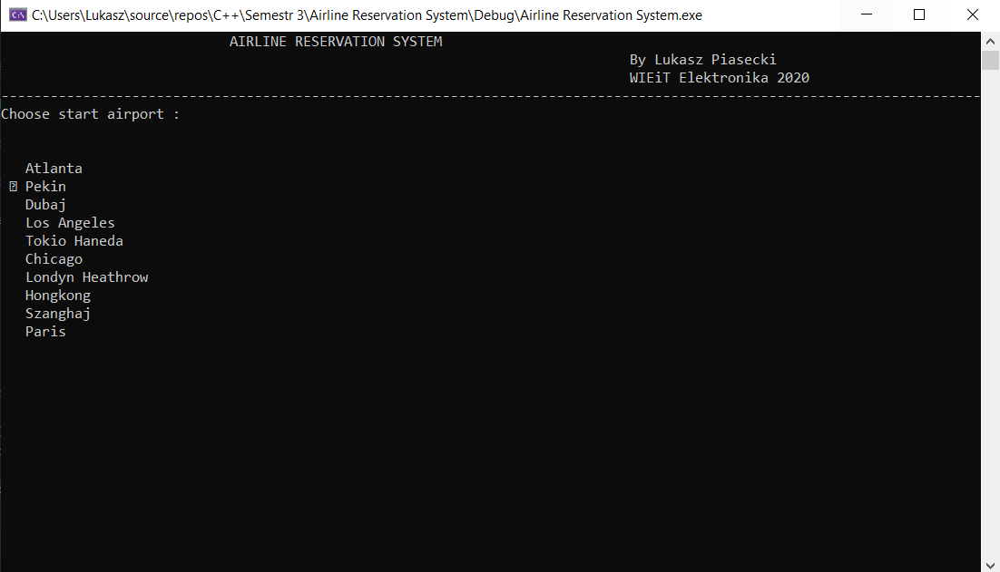 C:\Users\Lukasz\source\repos\C++\Semestr 3\Airline Reservation System\Debug\Airline Reservation System.exe
AIRLINE RESERVATION SYSTEM
By Lukasz Piasecki
WIEiT Elektronika 2020
------------------------------------------------------------------------------------------------------------------------
Choose start airport :
Atlanta
⍰ Pekin
Dubaj
Los Angeles
Tokio Haneda
Chicago
Londyn Heathrow
Hongkong
Szanghaj
Paris